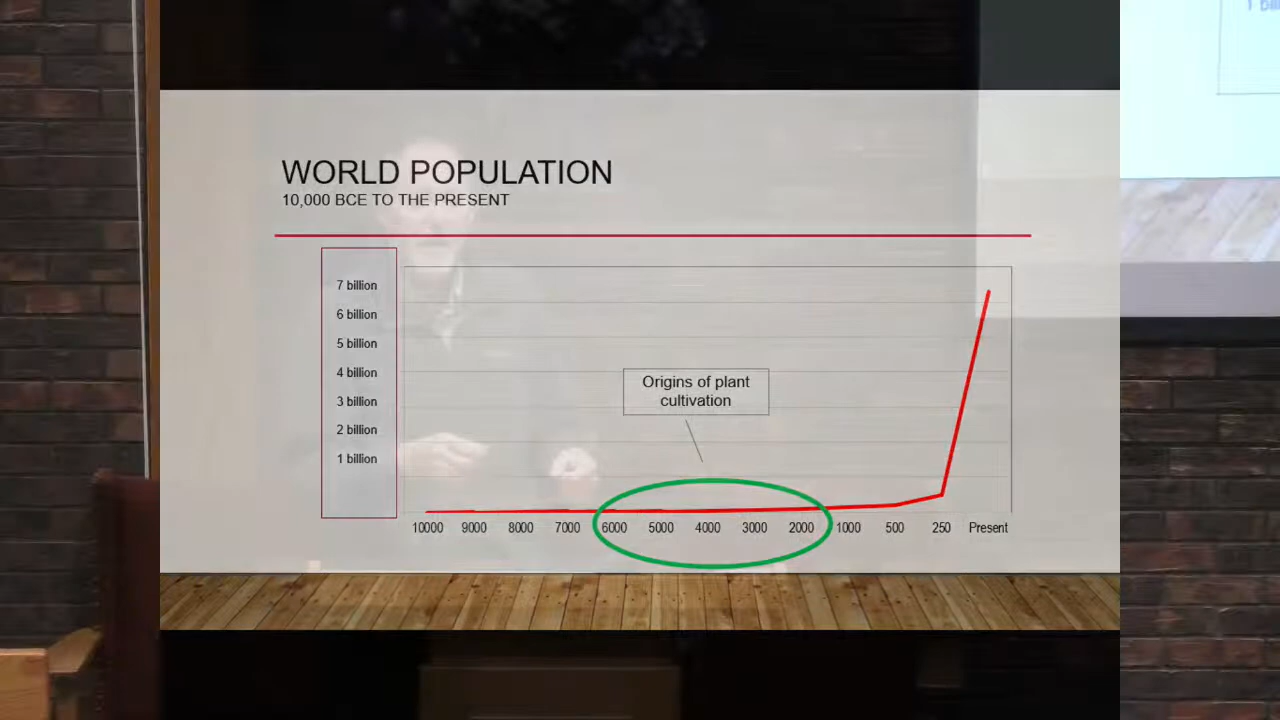 WORLD POPULATION
10,000 BCE TO THE PRESENT
7 billion
6 billion
5 billion
4 billion
3 billion
2 billion
1 billion
Origins of plant
cultivation
10000 9000 8000 7000 6000 5000 4000 3000 2000 1000 500 250 Present